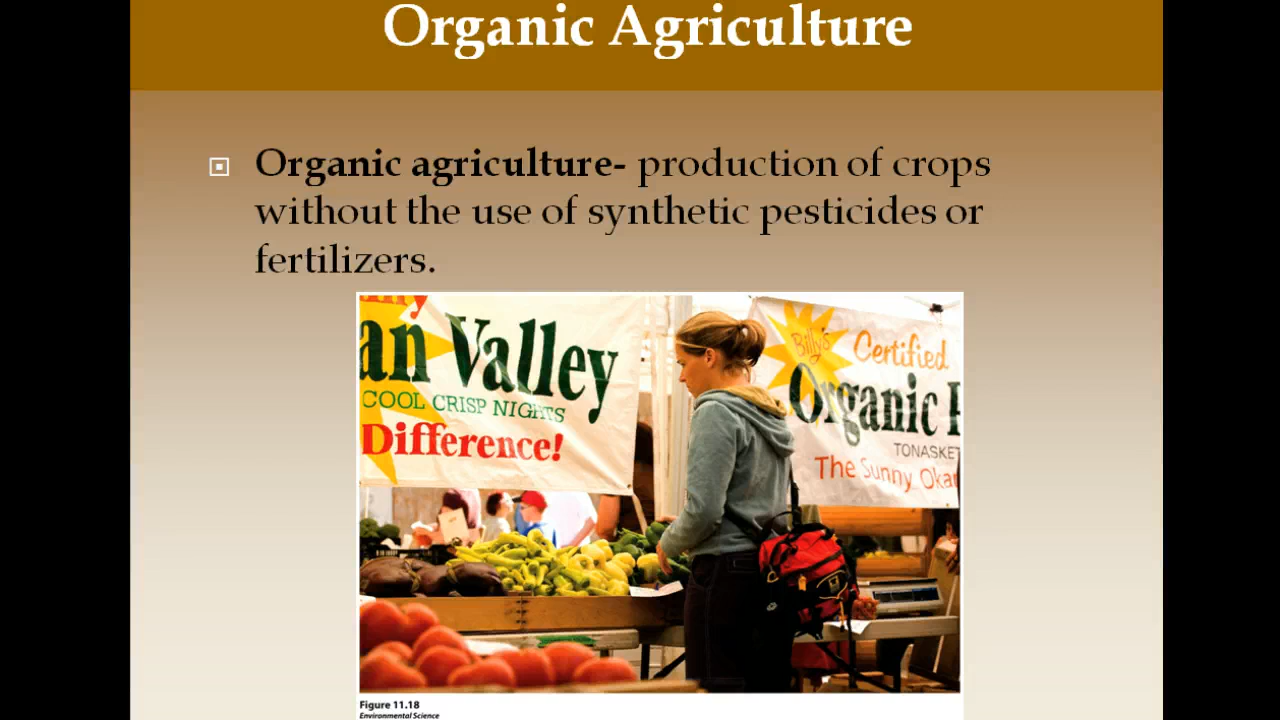 Organic Agriculture
Organic agriculture- production of crops
without the use of synthetic pesticides or
fertilizers.
an Valley
COOL CRISP NIGHTS
Difference!
Billy's
Certified
Organic
TONASKET
The Sunny Oka
Figure 11.18
Environmental Science